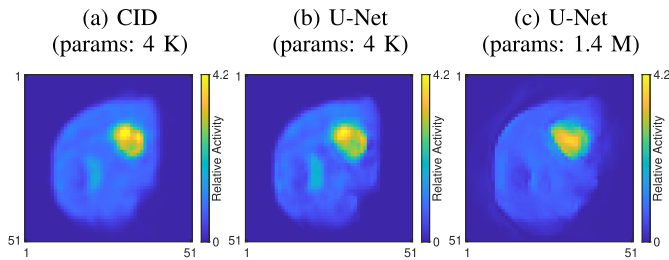 (a) CID
(params: 4 K)
(b) U-Net
(params: 4 K)
(c) U-Net
(params: 1.4 M)
1
51
1
51
4.2
Relative Activity
0
1
51
1
51
4.2
Relative Activity
0
1
51
1
51
4.2
Relative Activity
0